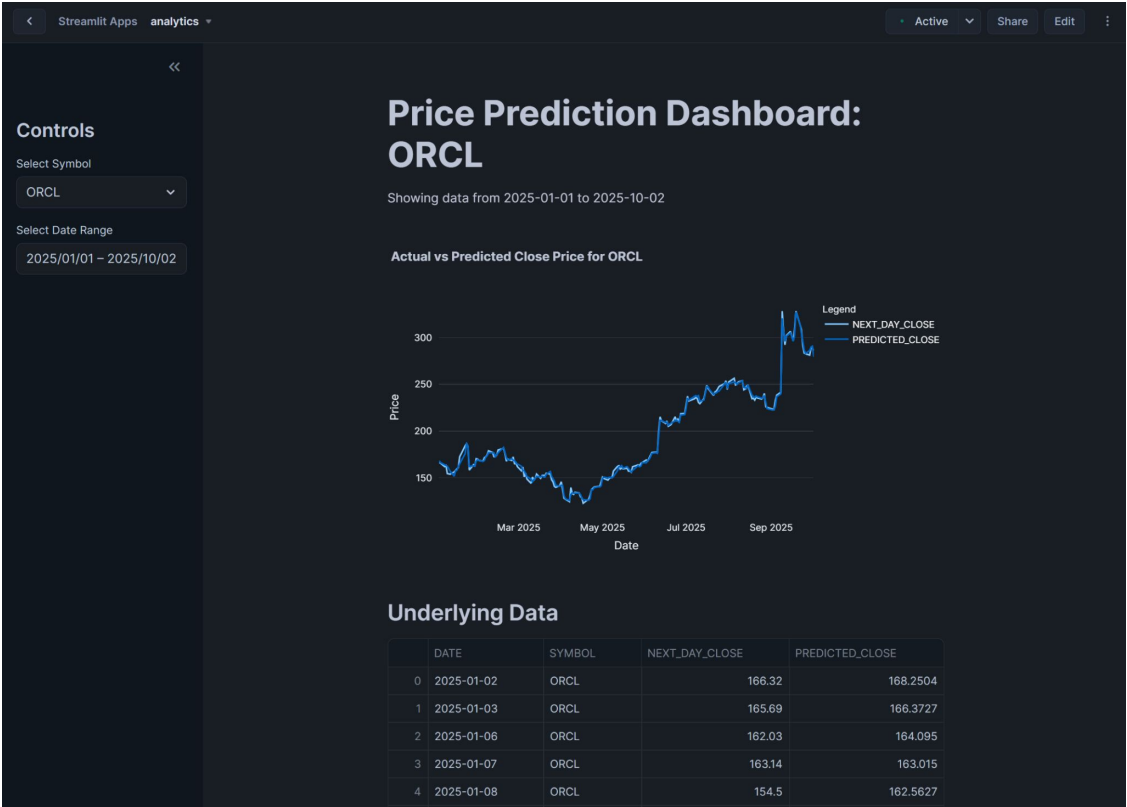 Streamlit Apps analytics
Active Share Edit
Controls
Select Symbol
ORCL
Select Date Range
2025/01/01 – 2025/10/02
Price Prediction Dashboard:
ORCL
Showing data from 2025-01-01 to 2025-10-02
Actual vs Predicted Close Price for ORCL
Legend
NEXT_DAY_CLOSE
PREDICTED_CLOSE
300
250
200
150
Price
Mar 2025 May 2025 Jul 2025 Sep 2025
Date
Underlying Data
DATE SYMBOL NEXT_DAY_CLOSE PREDICTED_CLOSE
0 2025-01-02 ORCL 166.32 168.2504
1 2025-01-03 ORCL 165.69 166.3727
2 2025-01-06 ORCL 162.03 164.095
3 2025-01-07 ORCL 163.14 163.015
4 2025-01-08 ORCL 154.5 162.5627